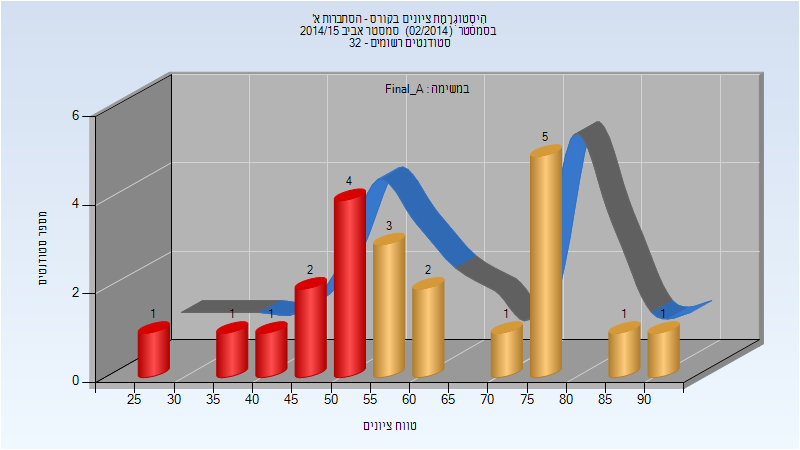 היסטוגרמת ציונים בקורס - הסתברות א'
בסמסטר (02/2014) סמסטר אביב 2014/15
סטודנטים רשומים - 32
במשימה : Final_A
מספר סטודנטים
6
4
2
0
1
1
1
2
4
3
2
1
5
1
1
25 30 35 40 45 50 55 60 65 70 75 80 85 90
טווח ציונים